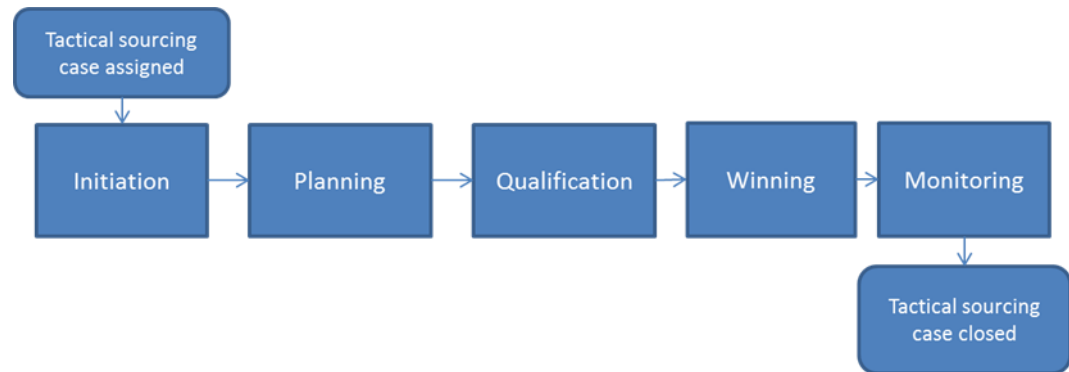 Tactical sourcing
case assigned
Initiation
Planning
Qualification
Winning
Monitoring
Tactical sourcing
case closed